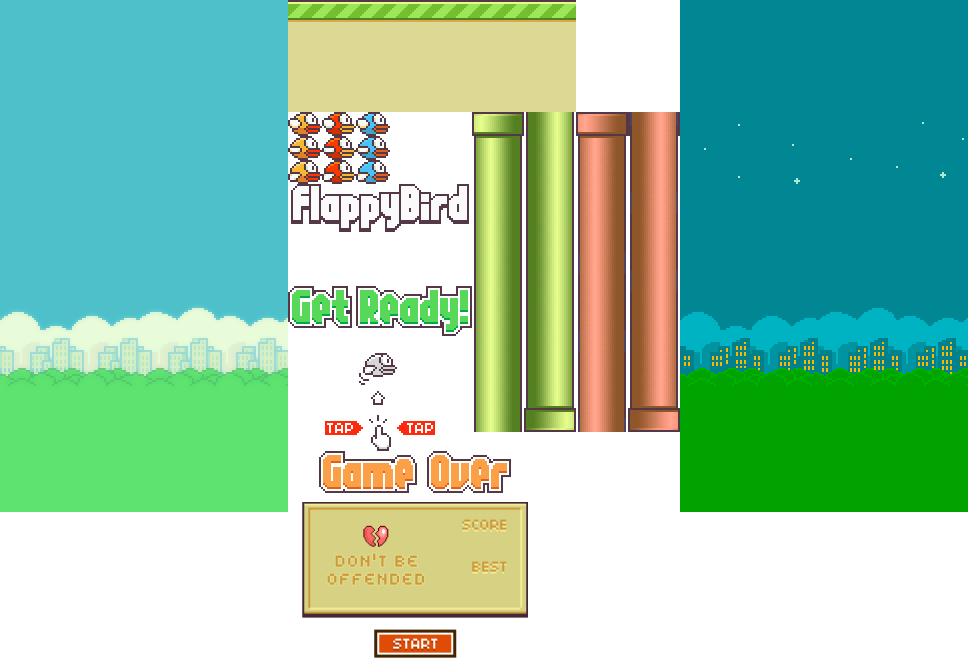 FlappyBird
Get Ready!
TAP TAP
Game Over
SCORE
DON'T BE
OFFENDED
BEST
START